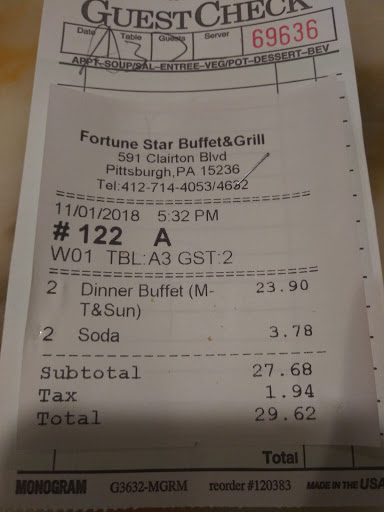 GUEST CHECK
Date Table Guests Server 69636
APPT-SOUP/SAL-ENTREE-VEG/POT-DESSERT-BEV
Fortune Star Buffet&Grill
591 Clairton Blvd
Pittsburgh,PA 15236
Tel:412-714-4053/4632
11/01/2018 5:32 PM
# 122 A
W01 TBL:A3 GST:2
2 Dinner Buffet (M- 23.90
T&Sun)
2 Soda 3.78
Subtotal 27.68
Tax 1.94
Total 29.62
Total
MONOGRAM G3632-MGRM reorder #120383 MADE IN THE USA